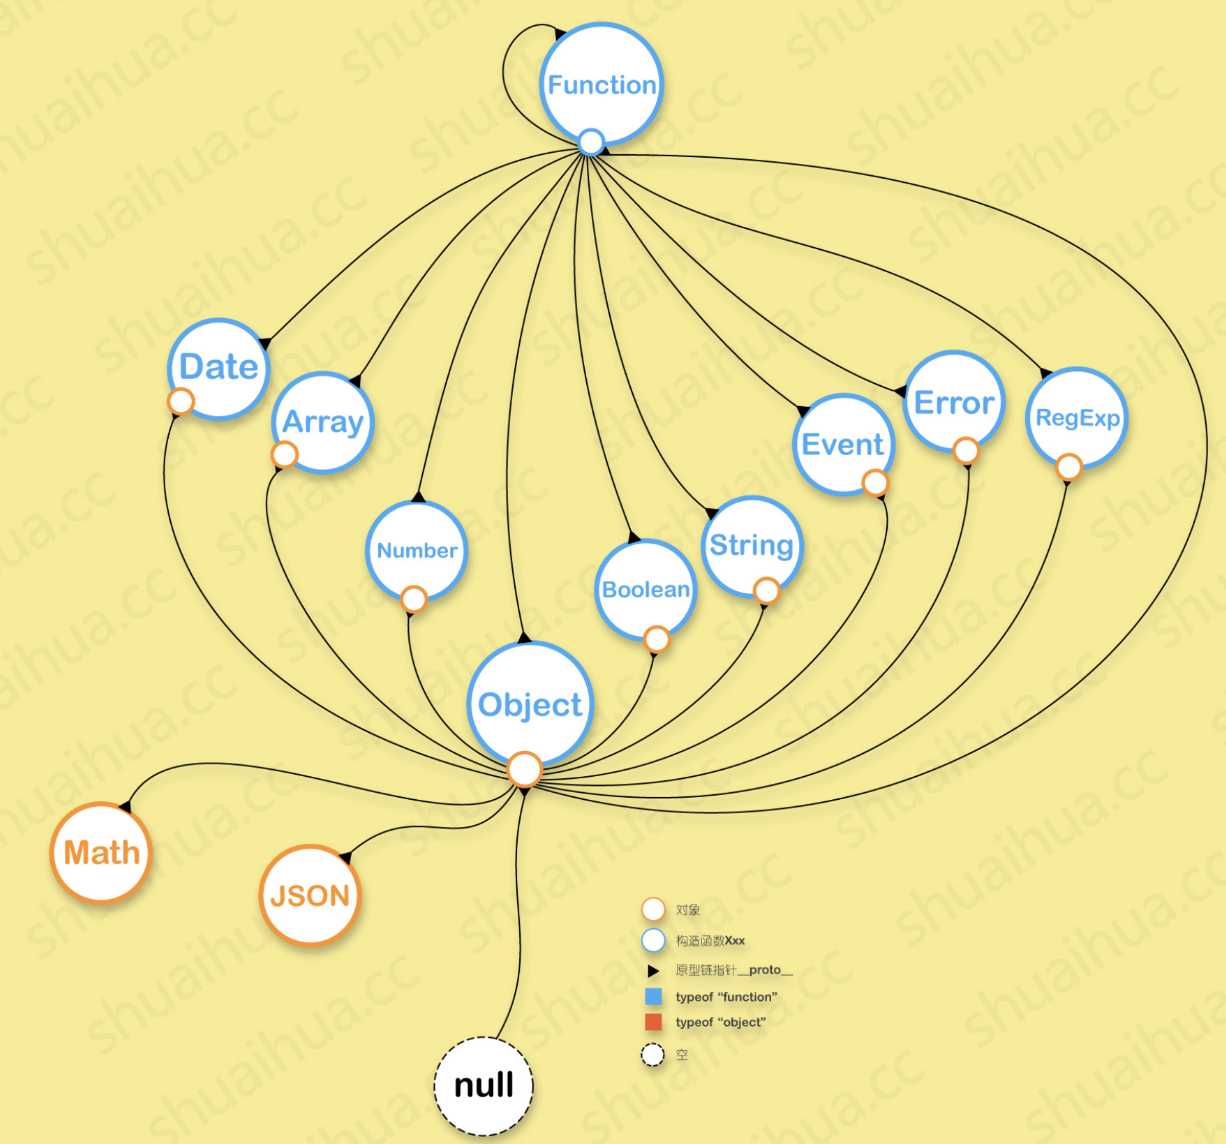 Function
Date
Array
Number
Object
Boolean
String
Event
Error
RegExp
Math
JSON
null
对象
构造函数Xxx
原型链指针__proto__
typeof “function”
typeof “object”
空
shuaihua.cc